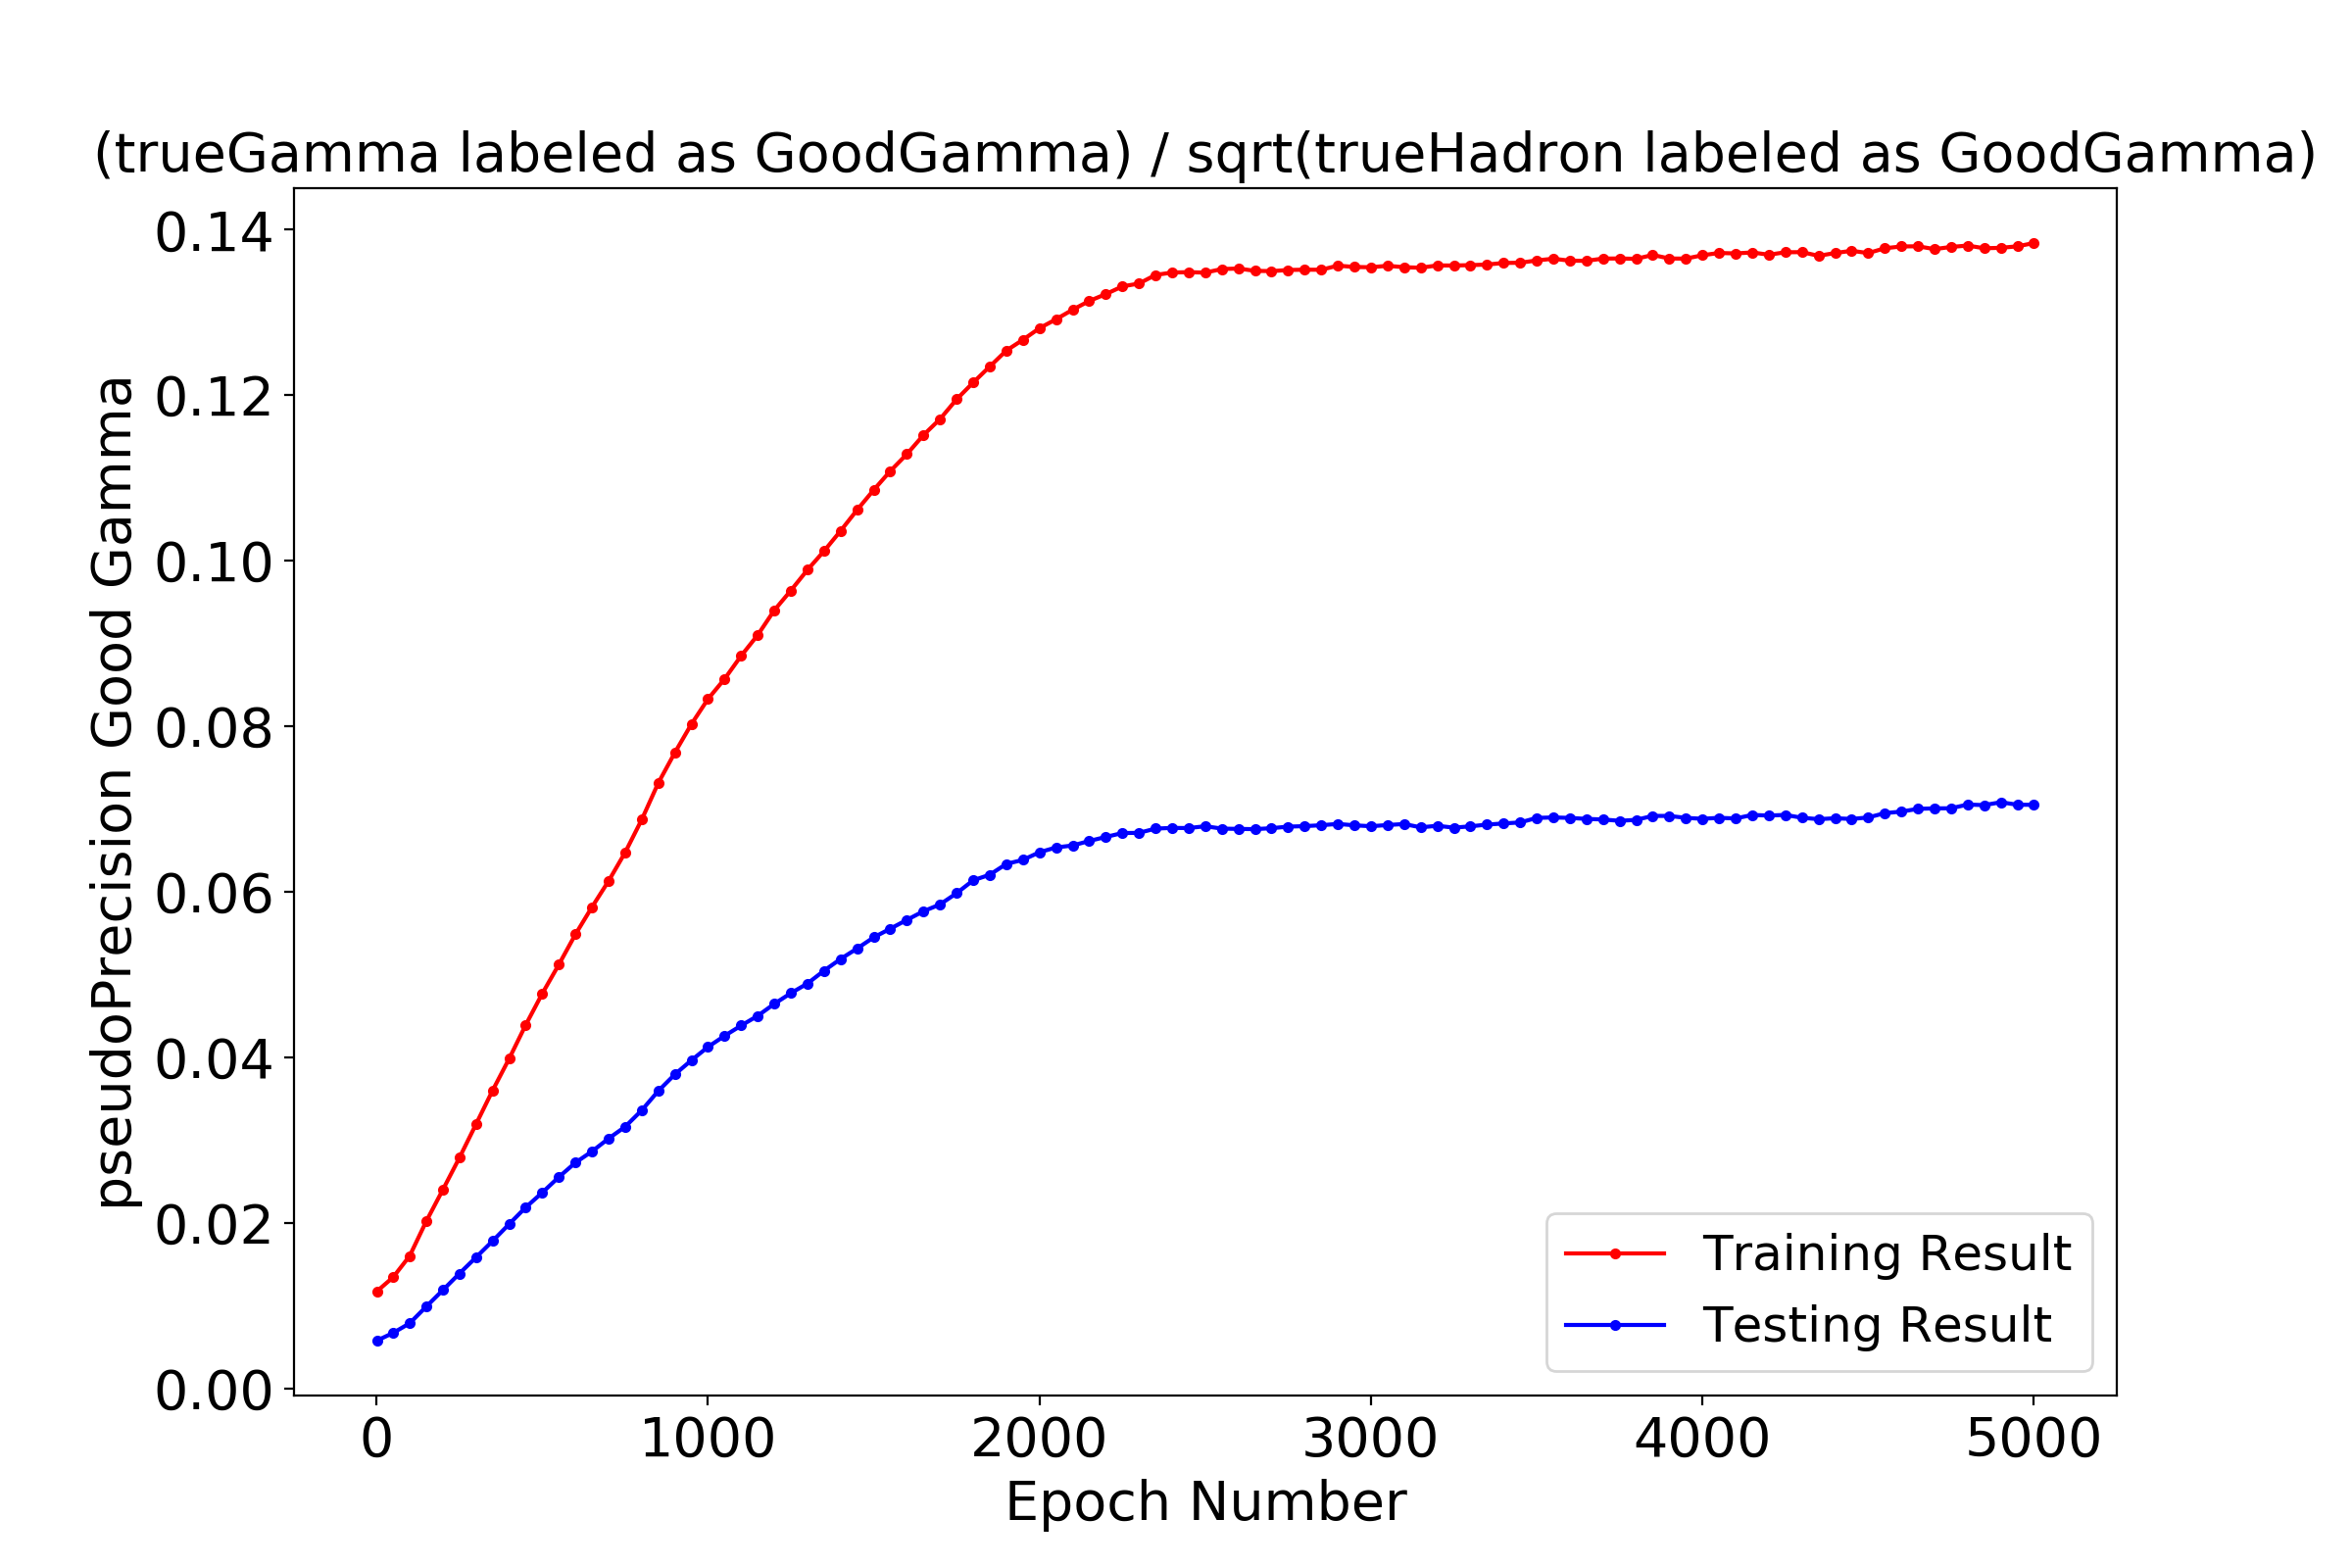 (trueGamma labeled as GoodGamma) / sqrt(trueHadron labeled as GoodGamma)
pseudoPrecision Good Gamma
0.14
0.12
0.10
0.08
0.06
0.04
0.02
0.00
Training Result
Testing Result
0 1000 2000 3000 4000 5000
Epoch Number